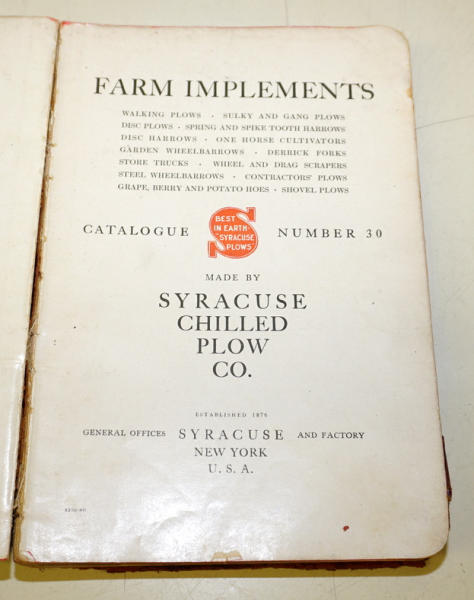 FARM IMPLEMENTS
WALKING PLOWS · SULKY AND GANG PLOWS
DISC PLOWS · SPRING AND SPIKE TOOTH HARROWS
DISC HARROWS · ONE HORSE CULTIVATORS
GARDEN WHEELBARROWS · DERRICK FORKS
STORE TRUCKS · WHEEL AND DRAG SCRAPERS
STEEL WHEELBARROWS · CONTRACTORS' PLOWS
GRAPE, BERRY AND POTATO HOES · SHOVEL PLOWS
BEST
IN EARTH
SYRACUSE
PLOWS
CATALOGUE NUMBER 30
MADE BY
SYRACUSE
CHILLED
PLOW
CO.
ESTABLISHED 1876
GENERAL OFFICES SYRACUSE AND FACTORY
NEW YORK
U. S. A.